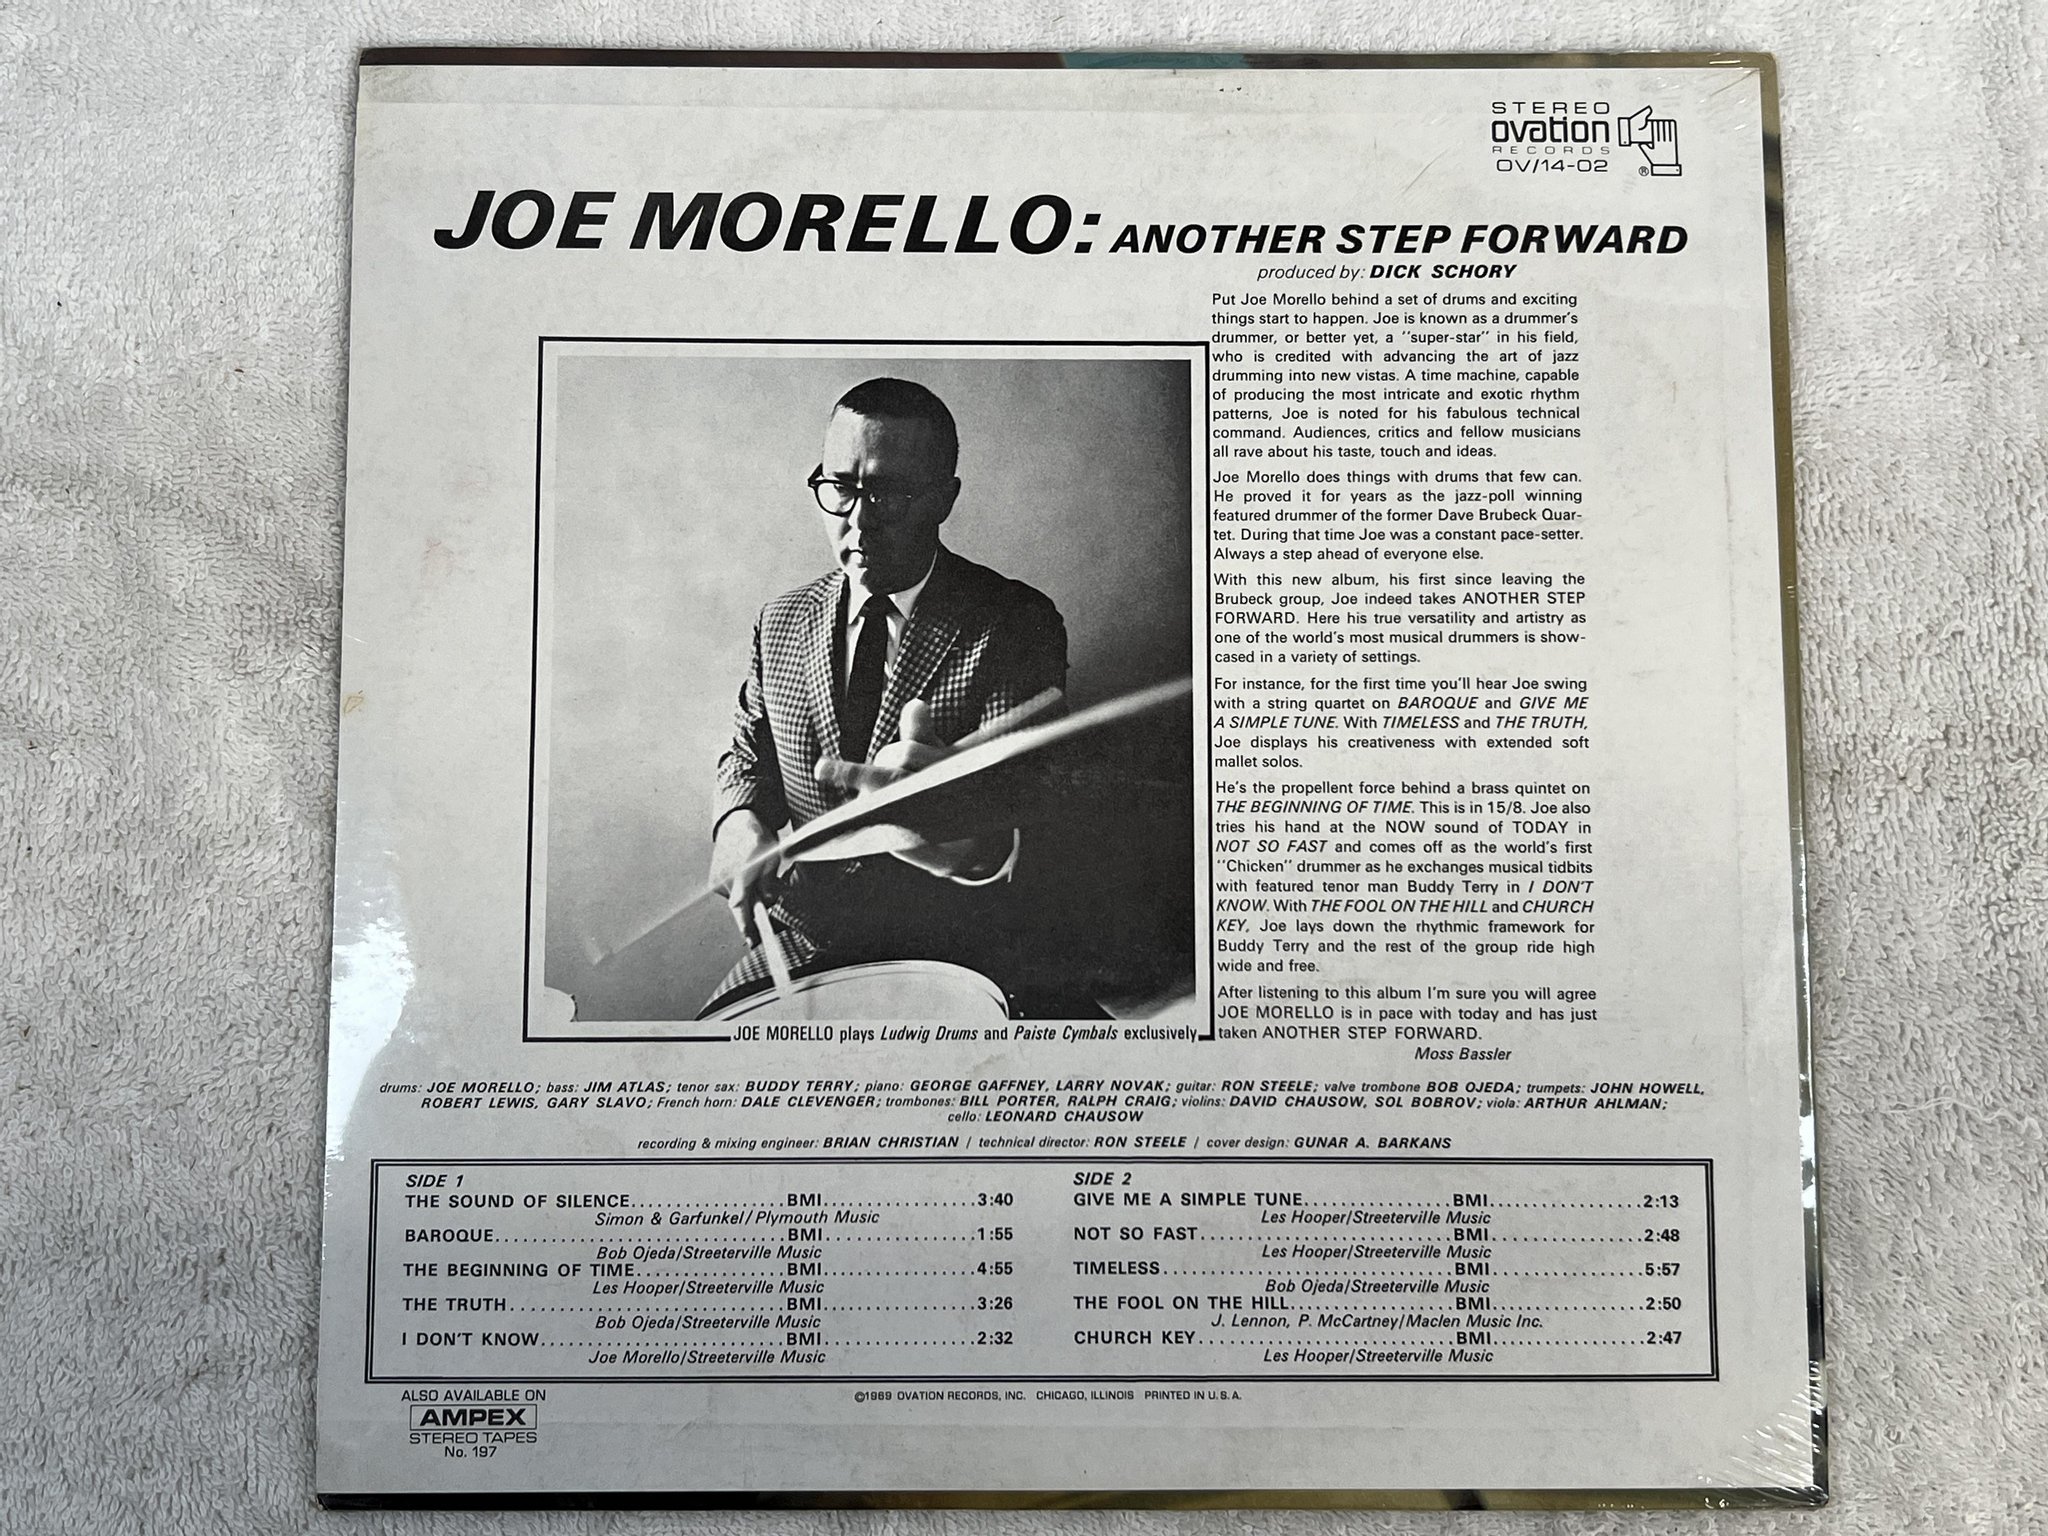 STEREO
ovation
RECORDS
OV/14-02
®
JOE MORELLO: ANOTHER STEP FORWARD
produced by: DICK SCHORY
Put Joe Morello behind a set of drums and exciting
things start to happen. Joe is known as a drummer's
drummer, or better yet, a "super-star" in his field,
who is credited with advancing the art of jazz
drumming into new vistas. A time machine, capable
of producing the most intricate and exotic rhythm
patterns, Joe is noted for his fabulous technical
command. Audiences, critics and fellow musicians
all rave about his taste, touch and ideas.
Joe Morello does things with drums that few can.
He proved it for years as the jazz-poll winning
featured drummer of the former Dave Brubeck Quar-
tet. During that time Joe was a constant pace-setter.
Always a step ahead of everyone else.
With this new album, his first since leaving the
Brubeck group, Joe indeed takes ANOTHER STEP
FORWARD. Here his true versatility and artistry as
one of the world's most musical drummers is show-
cased in a variety of settings.
For instance, for the first time you'll hear Joe swing
with a string quartet on BAROQUE and GIVE ME
A SIMPLE TUNE. With TIMELESS and THE TRUTH,
Joe displays his creativeness with extended soft
mallet solos.
He's the propellent force behind a brass quintet on
THE BEGINNING OF TIME. This is in 15/8. Joe also
tries his hand at the NOW sound of TODAY in
NOT SO FAST and comes off as the world's first
"Chicken" drummer as he exchanges musical tidbits
with featured tenor man Buddy Terry in I DON'T
KNOW. With THE FOOL ON THE HILL and CHURCH
KEY, Joe lays down the rhythmic framework for
Buddy Terry and the rest of the group ride high
wide and free.
After listening to this album I'm sure you will agree
JOE MORELLO is in pace with today and has just
taken ANOTHER STEP FORWARD.
Moss Bassler
JOE MORELLO plays Ludwig Drums and Paiste Cymbals exclusively
drums: JOE MORELLO; bass: JIM ATLAS; tenor sax: BUDDY TERRY; piano: GEORGE GAFFNEY, LARRY NOVAK; guitar: RON STEELE; valve trombone BOB OJEDA; trumpets: JOHN HOWELL,
ROBERT LEWIS, GARY SLAVO; French horn: DALE CLEVENGER; trombones: BILL PORTER, RALPH CRAIG; violins: DAVID CHAUSOW, SOL BOBROV; viola: ARTHUR AHLMAN;
cello: LEONARD CHAUSOW
recording & mixing engineer: BRIAN CHRISTIAN / technical director: RON STEELE / cover design: GUNAR A. BARKANS
SIDE 1
THE SOUND OF SILENCE.................BMI.................3:40
Simon & Garfunkel/Plymouth Music
BAROQUE................................BMI.................1:55
Bob Ojeda/Streeterville Music
THE BEGINNING OF TIME................BMI.................4:55
Les Hooper/Streeterville Music
THE TRUTH..............................BMI.................3:26
Bob Ojeda/Streeterville Music
I DON'T KNOW...........................BMI.................2:32
Joe Morello/Streeterville Music
SIDE 2
GIVE ME A SIMPLE TUNE................BMI.................2:13
Les Hooper/Streeterville Music
NOT SO FAST............................BMI.................2:48
Les Hooper/Streeterville Music
TIMELESS................................BMI.................5:57
Bob Ojeda/Streeterville Music
THE FOOL ON THE HILL..................BMI.................2:50
J. Lennon, P. McCartney/Maclen Music Inc.
CHURCH KEY............................BMI.................2:47
Les Hooper/Streeterville Music
ALSO AVAILABLE ON
AMPEX
STEREO TAPES
No. 197
©1969 OVATION RECORDS, INC. CHICAGO, ILLINOIS PRINTED IN U.S.A.